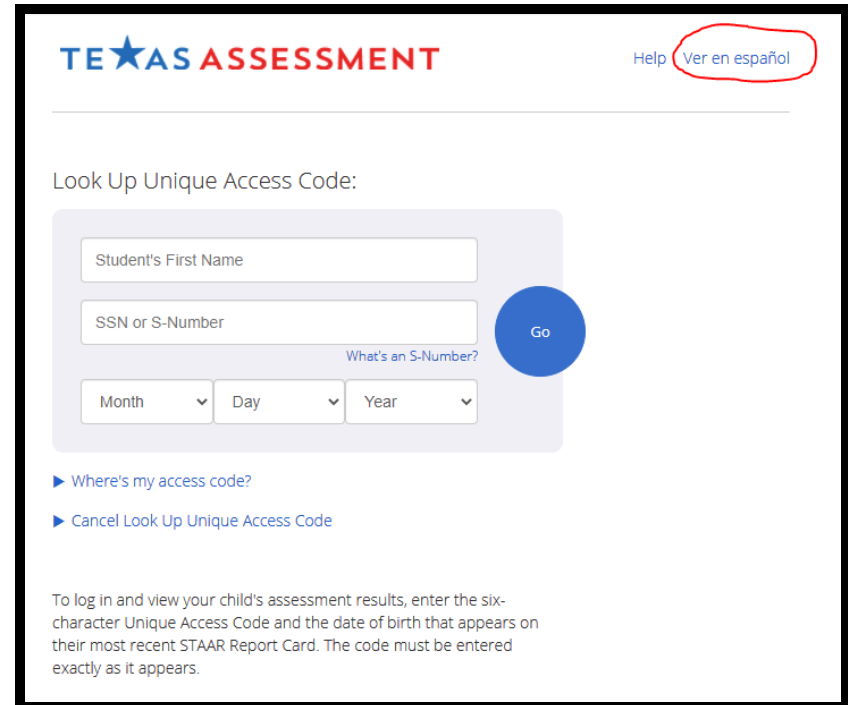 TEXAS ASSESSMENT
Help Ver en español
Look Up Unique Access Code:
Student's First Name
SSN or S-Number
Go
What's an S-Number?
Month Day Year
Where's my access code?
Cancel Look Up Unique Access Code
To log in and view your child's assessment results, enter the six-
character Unique Access Code and the date of birth that appears on
their most recent STAAR Report Card. The code must be entered
exactly as it appears.